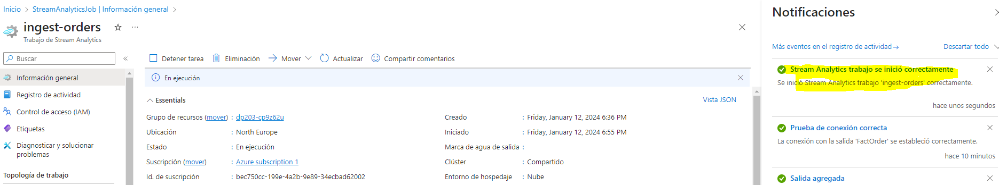 Inicio > StreamAnalyticsJob | Información general >
ingest-orders
Trabajo de Stream Analytics
Buscar
Información general
Registro de actividad
Control de acceso (IAM)
Etiquetas
Diagnosticar y solucionar
problemas
Topología de trabajo
Detener tarea Eliminación Mover Actualizar Compartir comentarios
En ejecución
Essentials Vista JSON
Grupo de recursos (mover) : dp203-cp9z62u
Ubicación : North Europe
Estado : En ejecución
Suscripción (mover) : Azure subscription 1
Id. de suscripción : bec750cc-199e-4a2b-9e89-34ecbad62002
Creado : Friday, January 12, 2024 6:36 PM
Iniciado : Friday, January 12, 2024 6:55 PM
Marca de agua de salida :
Clúster : Compartido
Entorno de hospedaje : Nube
Notificaciones
Más eventos en el registro de actividad → Descartar todo
Stream Analytics trabajo se inició correctamente
Se inició Stream Analytics trabajo 'ingest-orders' correctamente.
hace unos segundos
Prueba de conexión correcta
La conexión con la salida 'FactOrder' se estableció correctamente.
hace 10 minutos
Salida agregada